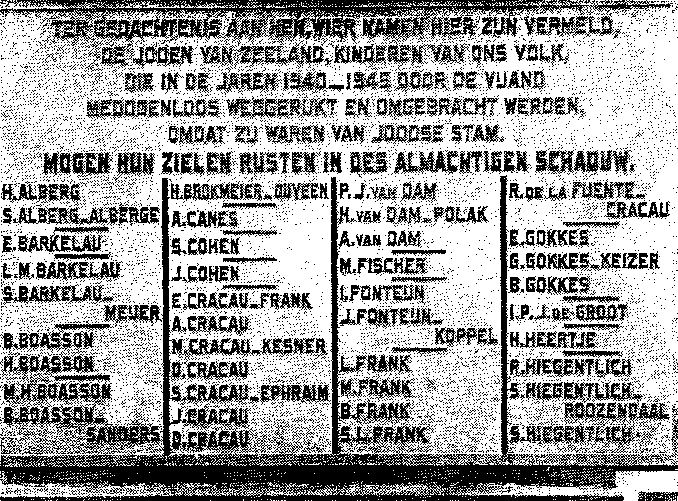 TER GEDACHTENIS AAN HEN, WIER NAMEN HIER ZIJN VERMELD,
DE JODEN VAN ZEELAND, KINDEREN VAN ONS VOLK,
DIE IN DE JAREN 1940_1945 DOOR DE VIJAND
MEDOGENLOOS WEGGERUKT EN OMGEBRACHT WERDEN,
OMDAT ZIJ WAREN VAN JOODSE STAM.
MOGEN HUN ZIELEN RUSTEN IN DES ALMACHTIGEN SCHADUW.
H. ALBERG
S. ALBERG_ALBERGE
E. BARKELAU
L. M. BARKELAU
S. BARKELAU_
MEIJER
B. BOASSON
H. BOASSON
M. H. BOASSON
B. BOASSON_
SANDERS
H. BROKMEIER_DUVEEN
A. CANES
S. COHEN
J. COHEN
E. CRACAU_FRANK
A. CRACAU
M. CRACAU_KESNER
D. CRACAU
S. CRACAU_EPHRAIM
J. CRACAU
D. CRACAU
P. J. VAN DAM
H. VAN DAM_POLAK
A. VAN DAM
M. FISCHER
I. FONTEIJN
J. FONTEIJN_
KOPPEL
L. FRANK
M. FRANK
B. FRANK
S. L. FRANK
R. DE LA FUENTE_
CRACAU
E. GOKKES
G. GOKKES_KEIZER
B. GOKKES
I. P. J. DE GROOT
H. HEERTJE
R. HIEGENTLICH
S. HIEGENTLICH_
ROOZENDAAL
S. HIEGENTLICH